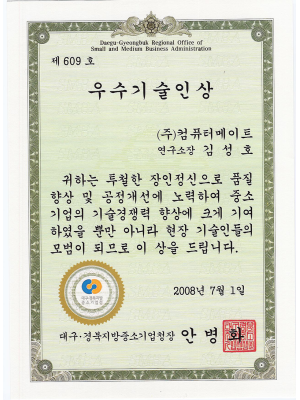 Daegu-Gyeongbuk Regional Office of
Small and Medium Business Administration
제 609 호
우수기술인상
(주)컴퓨터메이트
연구소장 김성호
귀하는 투철한 장인정신으로 품질
향상 및 공정개선에 노력하여 중소
기업의 기술경쟁력 향상에 크게 기여
하였을 뿐만 아니라 현장 기술인들의
모범이 되므로 이 상을 드립니다.
2008년 7월 1일
대구·경북지방중소기업청장 안병화